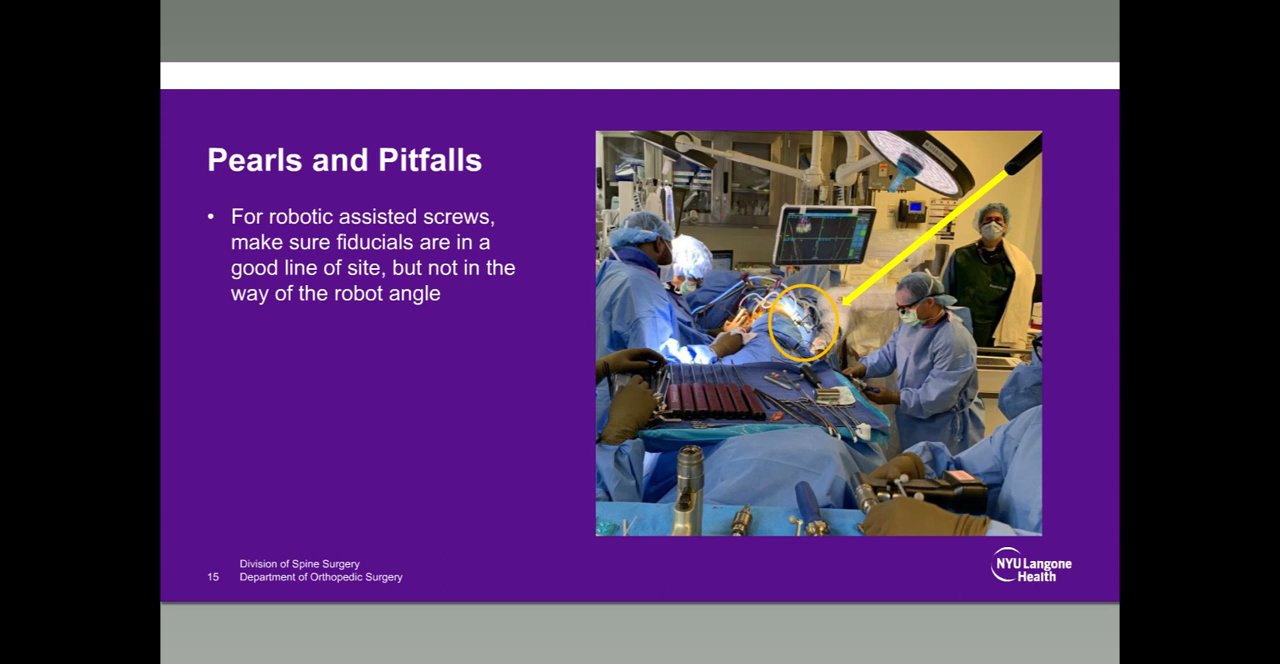 Pearls and Pitfalls
• For robotic assisted screws,
make sure fiducials are in a
good line of site, but not in the
way of the robot angle
Division of Spine Surgery
15 Department of Orthopedic Surgery
NYU Langone
Health